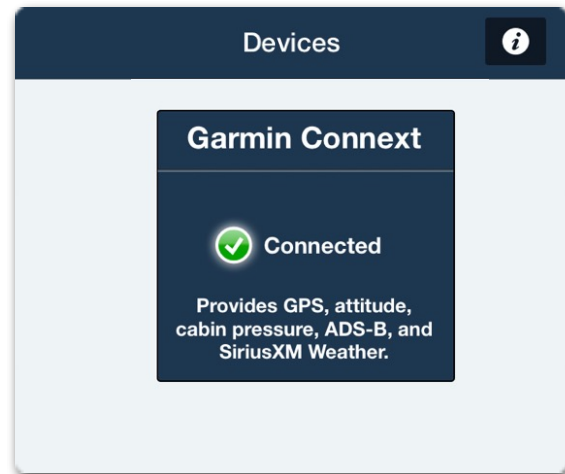 Devices
Garmin Connext
Connected
Provides GPS, attitude,
cabin pressure, ADS-B, and
SiriusXM Weather.